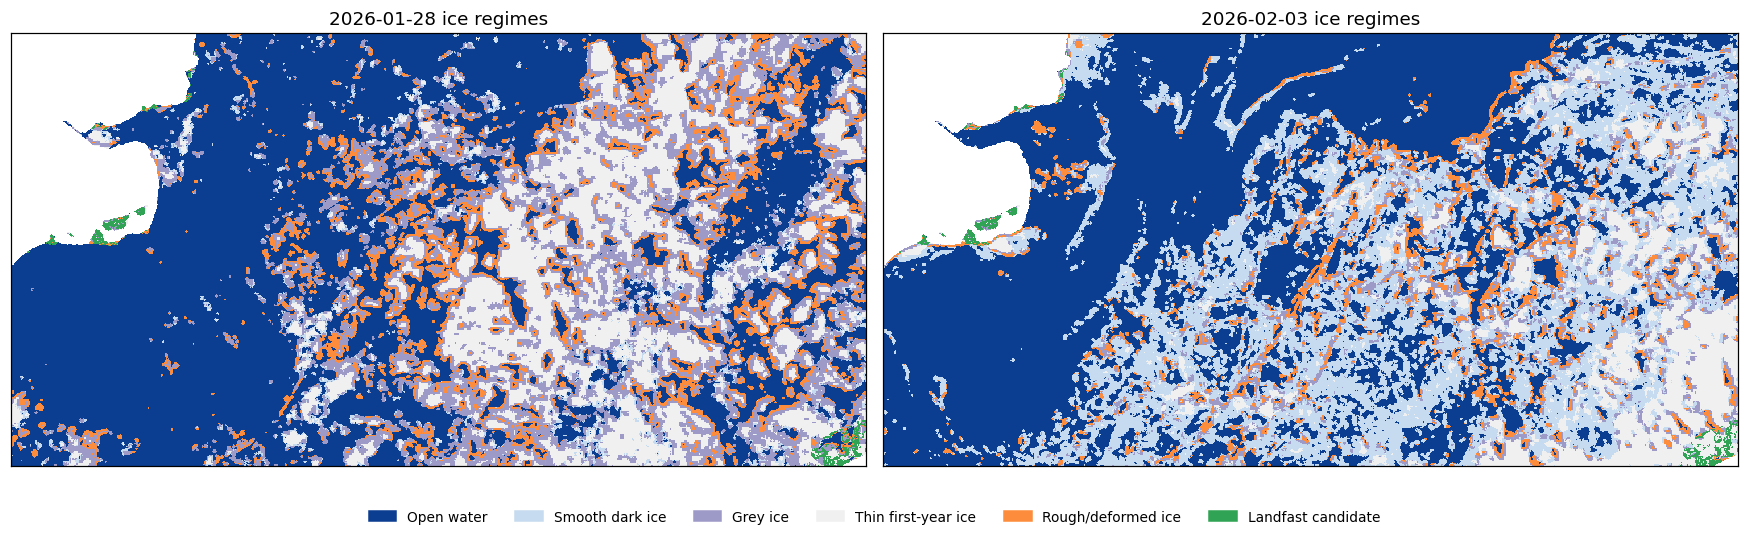 2026-01-28 ice regimes
2026-02-03 ice regimes
Open water
Smooth dark ice
Grey ice
Thin first-year ice
Rough/deformed ice
Landfast candidate